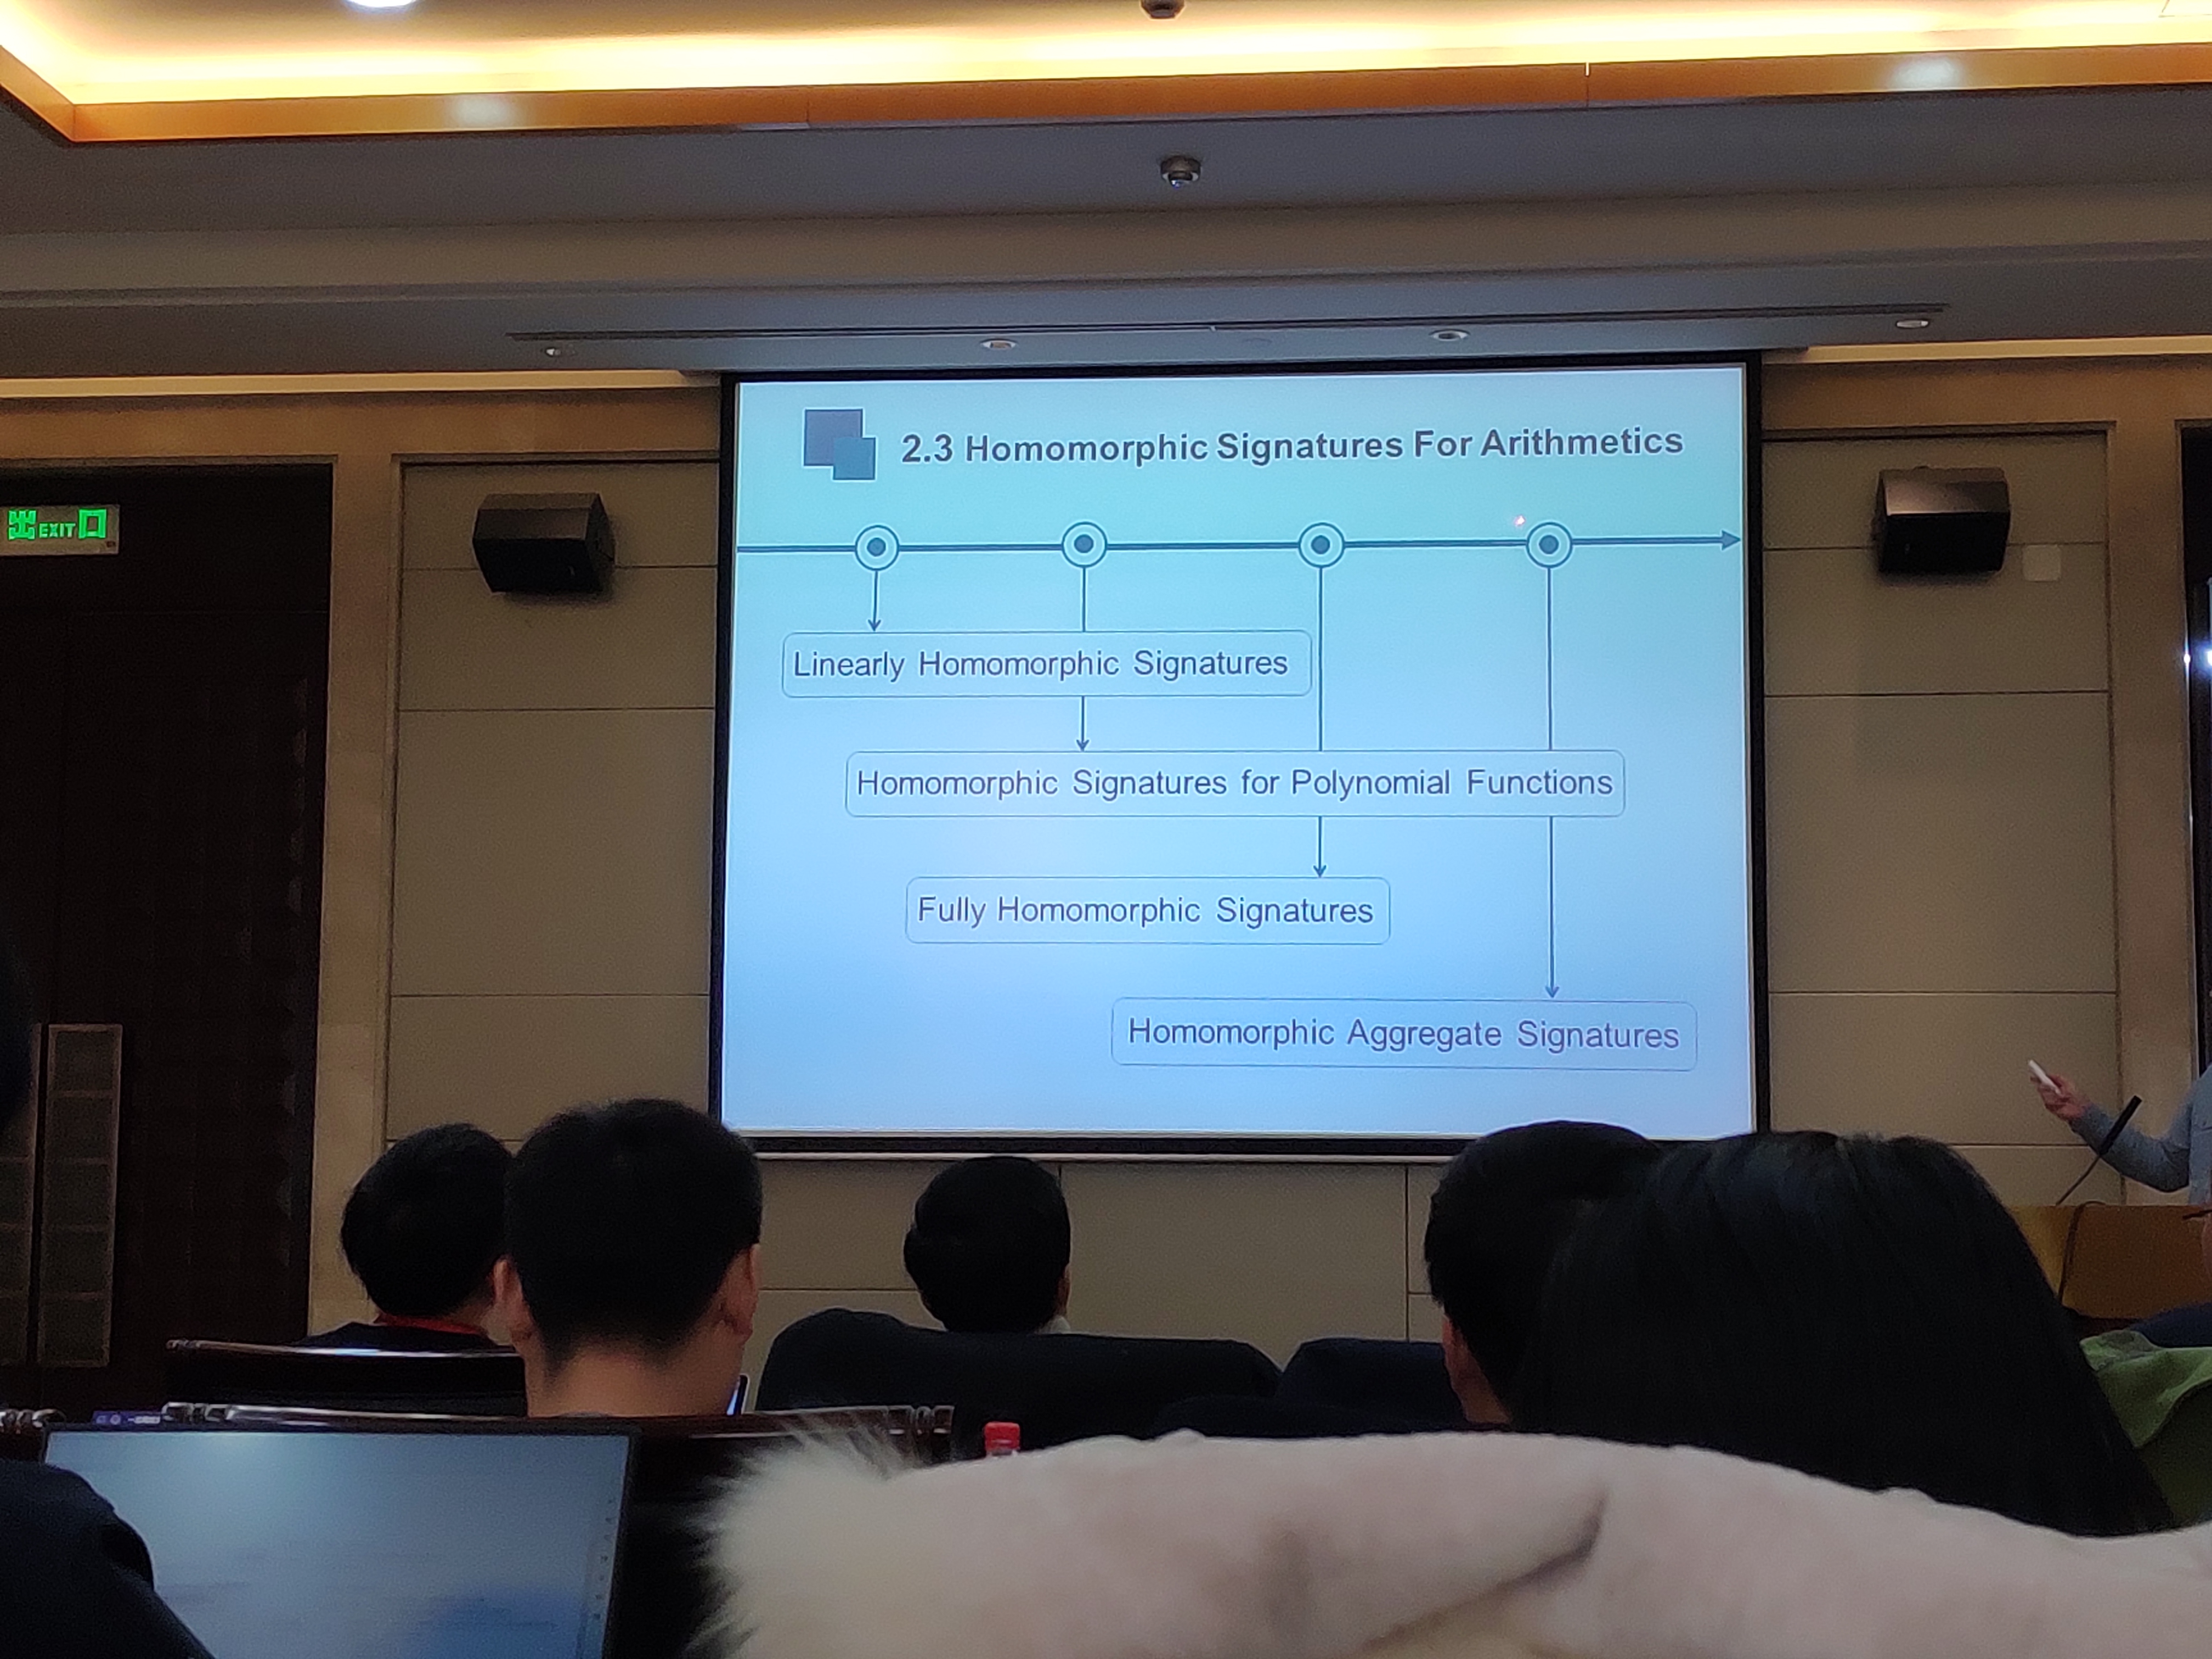 2.3 Homomorphic Signatures For Arithmetics
出 EXIT 口
Linearly Homomorphic Signatures
Homomorphic Signatures for Polynomial Functions
Fully Homomorphic Signatures
Homomorphic Aggregate Signatures